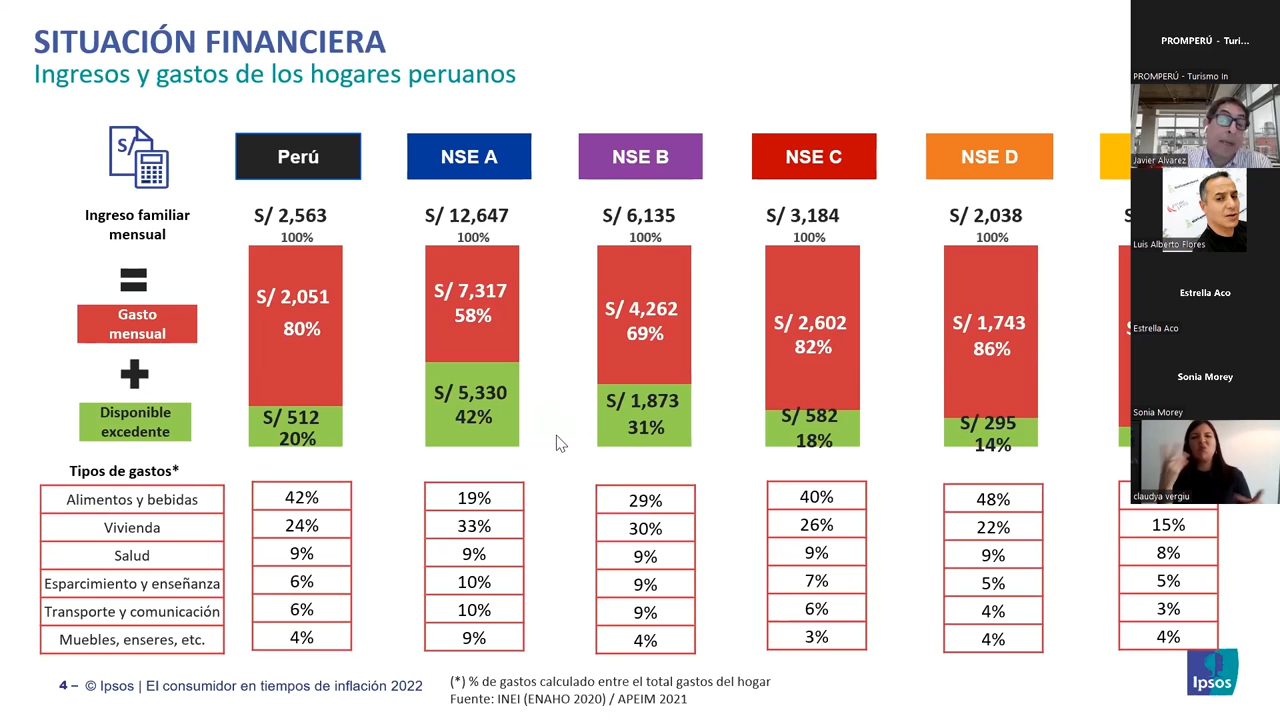 SITUACIÓN FINANCIERA
Ingresos y gastos de los hogares peruanos
Perú
NSE A
NSE B
NSE C
NSE D
S/
Ingreso familiar
mensual
S/ 2,563
100%
S/ 12,647
100%
S/ 6,135
100%
S/ 3,184
100%
S/ 2,038
100%
=
Gasto
mensual
S/ 2,051
80%
S/ 7,317
58%
S/ 4,262
69%
S/ 2,602
82%
S/ 1,743
86%
+
Disponible
excedente
S/ 512
20%
S/ 5,330
42%
S/ 1,873
31%
S/ 582
18%
S/ 295
14%
Tipos de gastos*
Alimentos y bebidas 42% 19% 29% 40% 48%
Vivienda 24% 33% 30% 26% 22% 15%
Salud 9% 9% 9% 9% 9% 8%
Esparcimiento y enseñanza 6% 10% 9% 7% 5% 5%
Transporte y comunicación 6% 10% 9% 6% 4% 3%
Muebles, enseres, etc. 4% 9% 4% 3% 4% 4%
4 – © Ipsos | El consumidor en tiempos de inflación 2022
(*) % de gastos calculado entre el total gastos del hogar
Fuente: INEI (ENAHO 2020) / APEIM 2021
Ipsos
PROMPERÚ - Turi...
PROMPERÚ - Turismo In
Javier Alvarez
Luis Alberto Flores
Estrella Aco
Estrella Aco
Sonia Morey
Sonia Morey
claudya vergiu